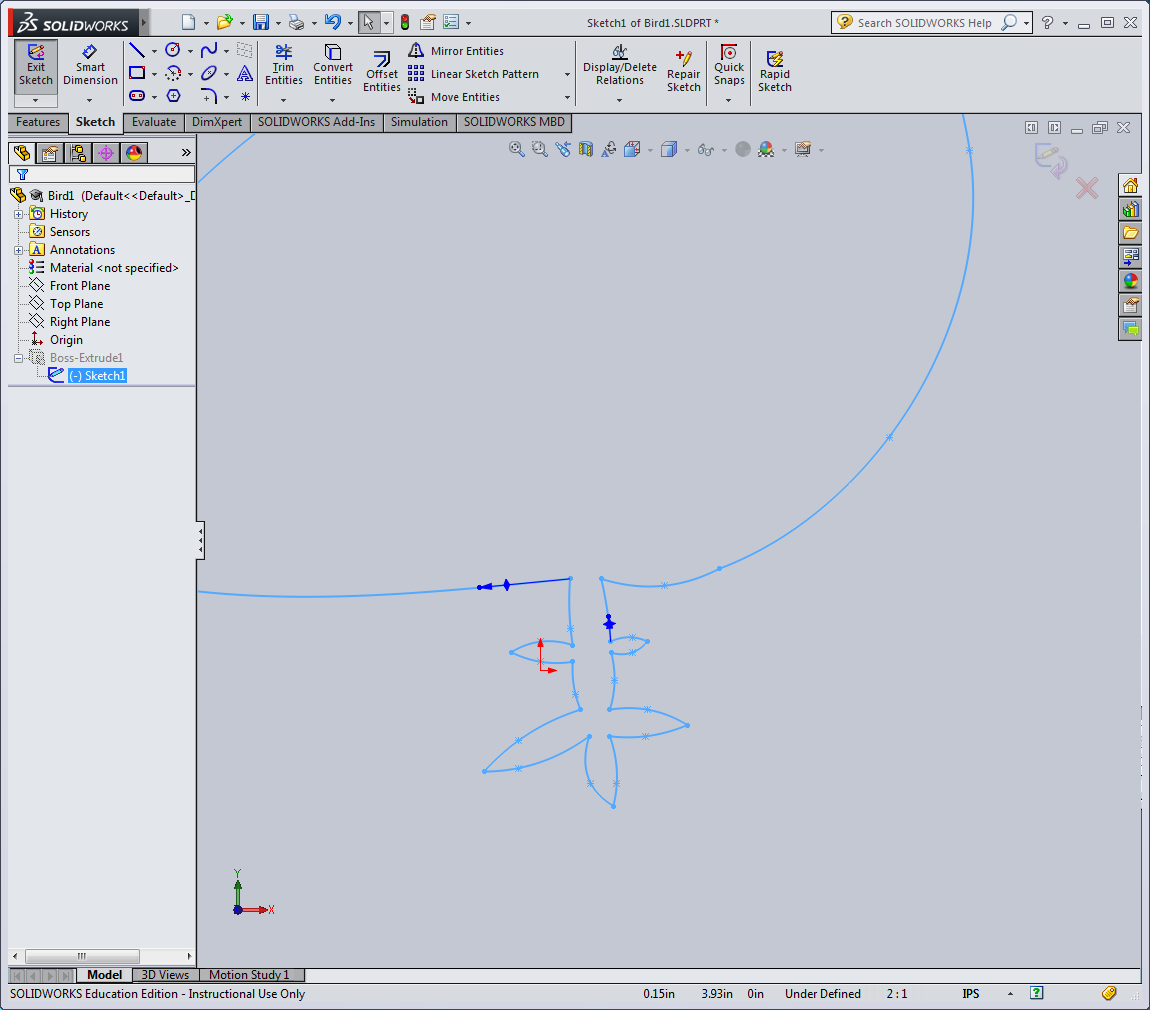 SOLIDWORKS
Sketch1 of Bird1.SLDPRT *
Search SOLIDWORKS Help
Exit Sketch
Smart Dimension
Trim Entities
Convert Entities
Offset Entities
Mirror Entities
Linear Sketch Pattern
Move Entities
Display/Delete Relations
Repair Sketch
Quick Snaps
Rapid Sketch
Features Sketch Evaluate DimXpert SOLIDWORKS Add-Ins Simulation SOLIDWORKS MBD
Bird1 (Default<<Default>_D
History
Sensors
Annotations
Material <not specified>
Front Plane
Top Plane
Right Plane
Origin
Boss-Extrude1
(-) Sketch1
Y
X
Model 3D Views Motion Study 1
SOLIDWORKS Education Edition - Instructional Use Only 0.15in 3.93in 0in Under Defined 2 : 1 IPS